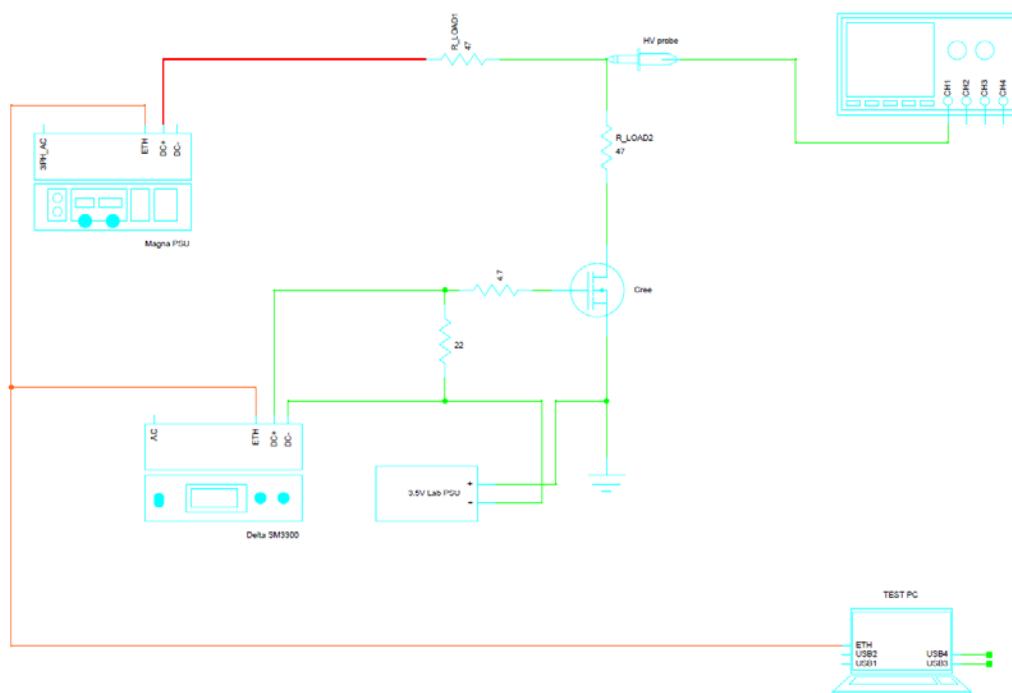 R_LOAD1
47
HV probe
CH1
CH2
CH3
CH4
3PH_AC
ETH
DC+
DC-
Magna PSU
R_LOAD2
47
4.7
Cree
22
AC
ETH
DC+
DC-
3.5V Lab PSU
+
-
Delta SM3300
TEST PC
ETH
USB2
USB1
USB4
USB3